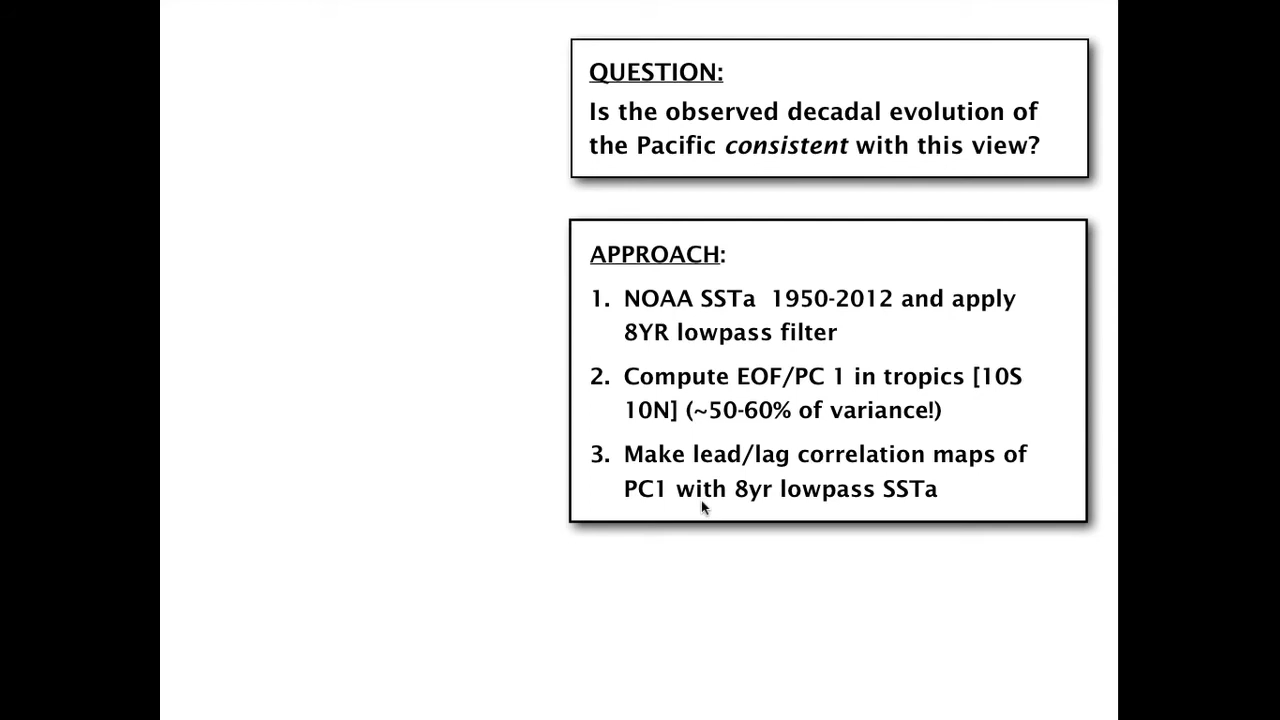 QUESTION:
Is the observed decadal evolution of
the Pacific consistent with this view?
APPROACH:
1. NOAA SSTa 1950-2012 and apply
8YR lowpass filter
2. Compute EOF/PC 1 in tropics [10S
10N] (~50-60% of variance!)
3. Make lead/lag correlation maps of
PC1 with 8yr lowpass SSTa